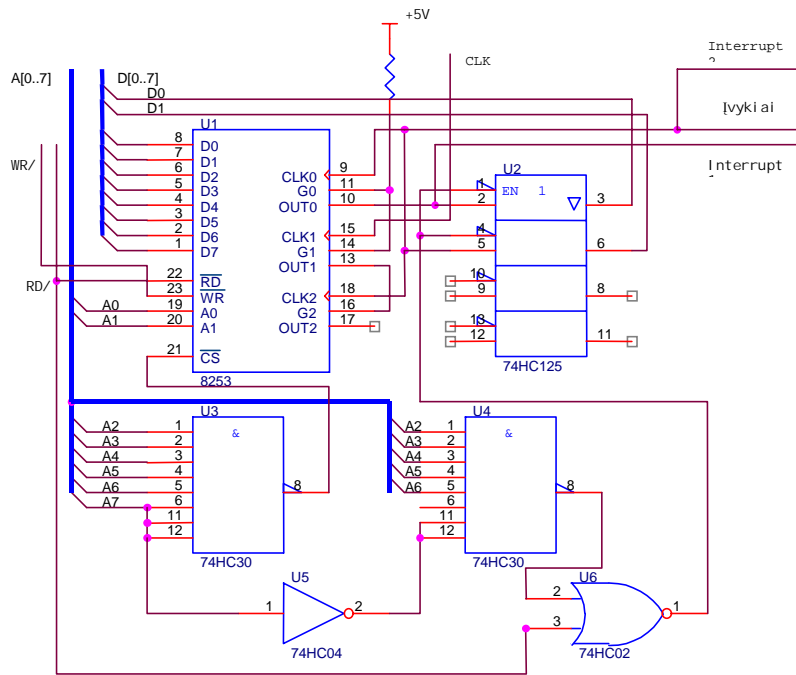 +5V
Interrupt
CLK
A[0..7]
D[0..7]
D0
D1
Įvykiai
U1
WR/
8 D0
7 D1
6 D2
5 D3
4 D4
3 D5
2 D6
1 D7
22 RD
23 WR
19 A0
20 A1
21 CS
CLK0 9
G0 11
OUT0 10
CLK1 15
G1 14
OUT1 13
CLK2 18
G2 16
OUT2 17
8253
Interrupt
U2
1 EN 1 3
2
4
5 6
10
9 8
13
12 11
74HC125
RD/
A0
A1
U3
A2 1 &
A3 2
A4 3
A5 4
A6 5 8
A7 6
11
12
74HC30
U4
A2 1 &
A3 2
A4 3
A5 4
A6 5 8
6
11
12
74HC30
U5
1 2
74HC04
U6
2
3 1
74HC02